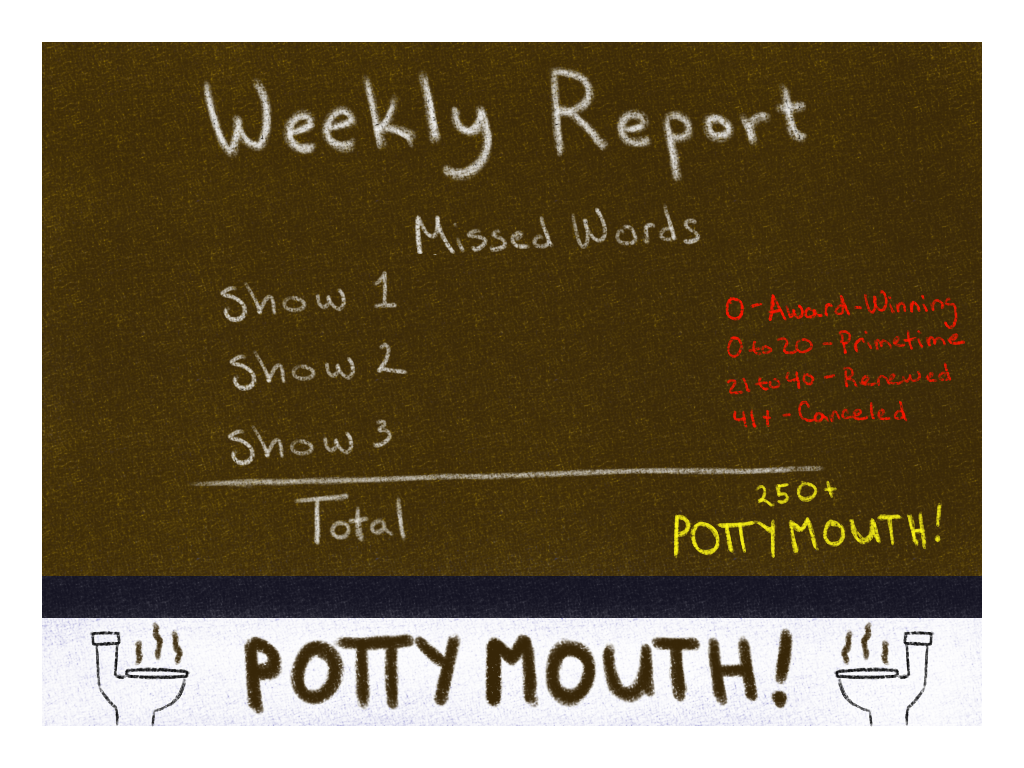 Weekly Report
Missed Words
Show 1
Show 2
Show 3
Total
0 - Award-Winning
0 to 20 - Primetime
21 to 40 - Renewed
41+ - Canceled
250+
POTTY MOUTH!
POTTY MOUTH!